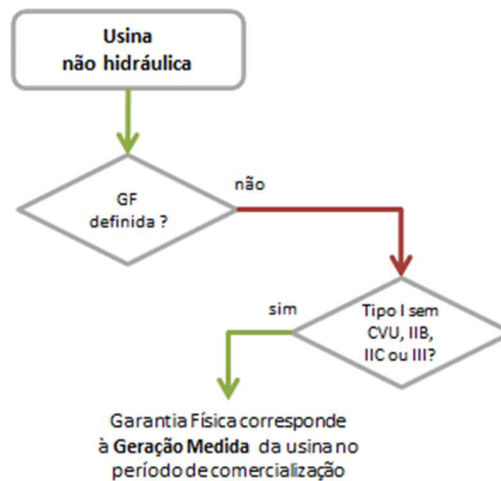 Usina
não hidráulica
GF
definida ?
não
Tipo I sem
CVU, IIB,
IIC ou III?
sim
Garantia Física corresponde
à Geração Medida da usina no
período de comercialização